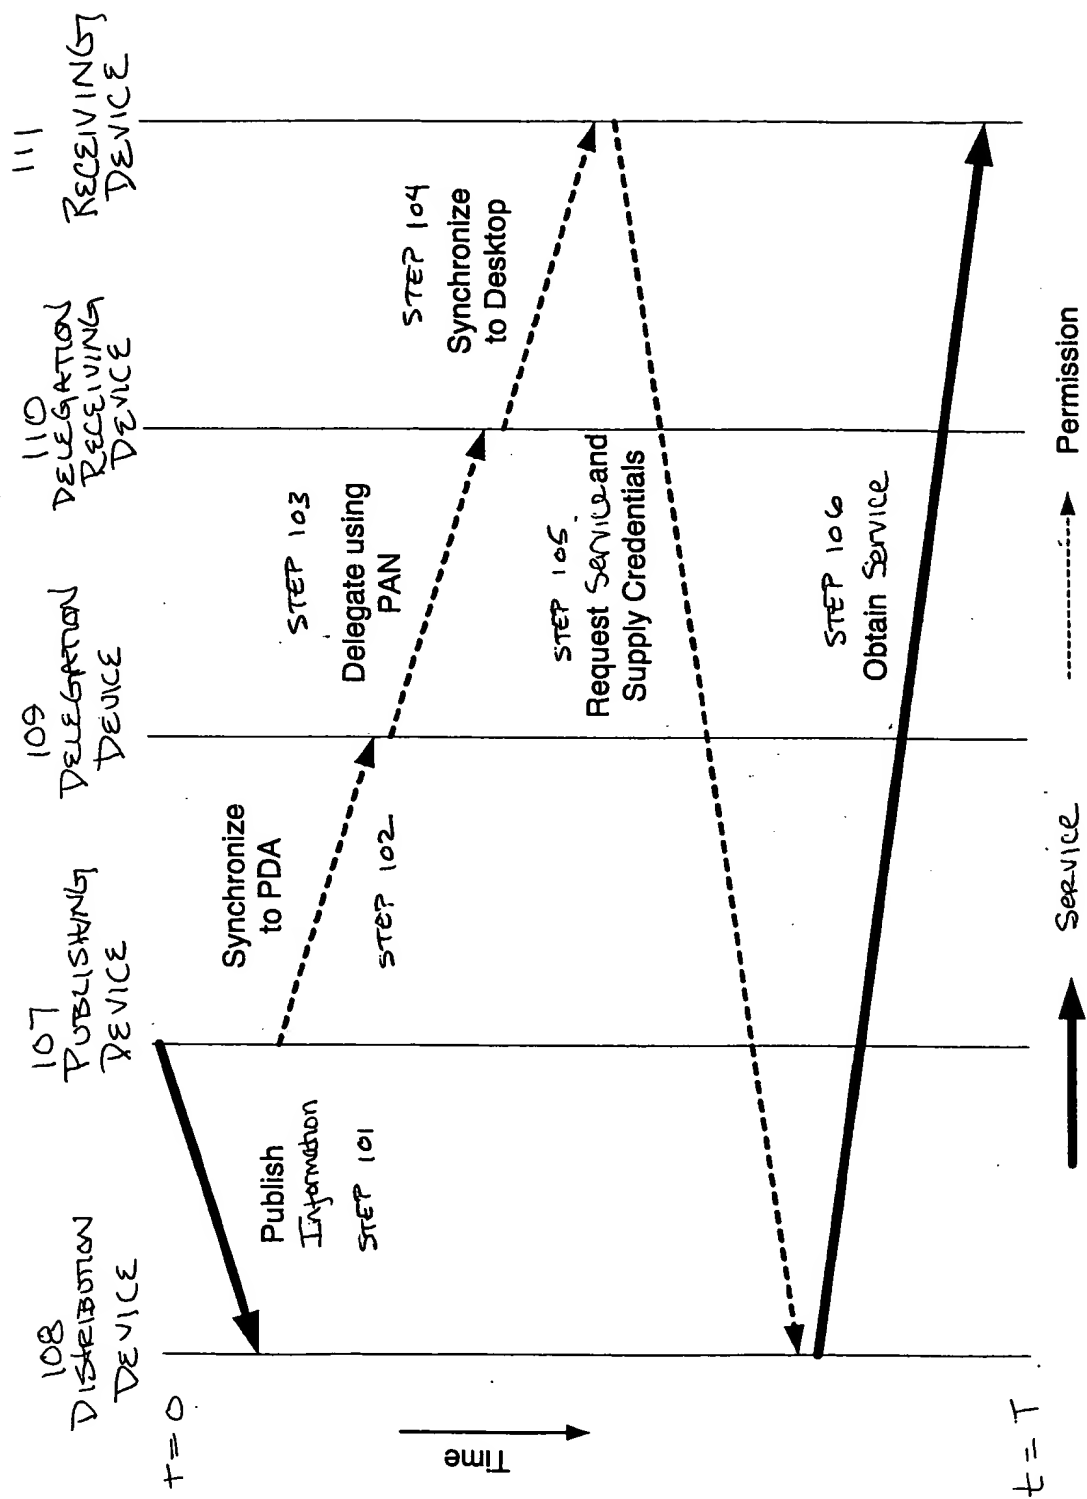 108
DISTRIBUTION
DEVICE
107
PUBLISHING
DEVICE
109
DELEGATION
DEVICE
110
DELEGATION
RECEIVING
DEVICE
111
RECEIVING
DEVICE
t=0
Time
t=T
Publish
Information
STEP 101
Synchronize
to PDA
STEP 102
STEP 103
Delegate using
PAN
STEP 104
Synchronize
to Desktop
STEP 105.
Request Service and
Supply Credentials
STEP 106
Obtain Service
Service
Permission